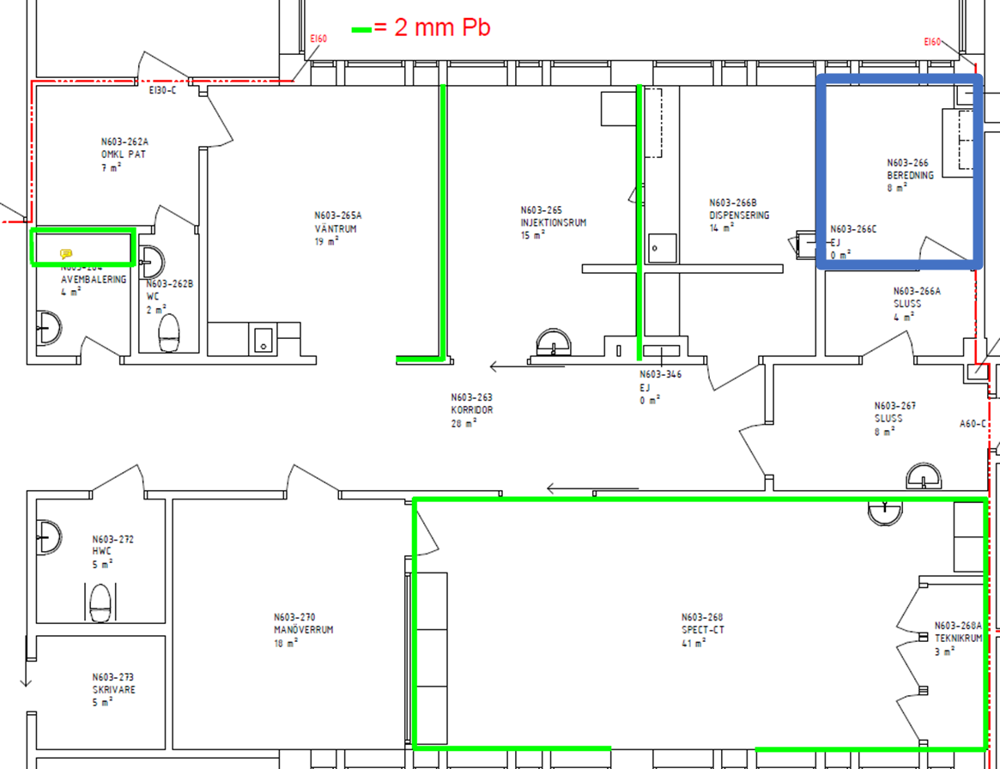 = 2 mm Pb
EI60
EI60
EI30-C
N603-262A
OMKL PAT
7 m²
N603-265A
VÄNTRUM
19 m²
N603-265
INJEKTIONSRUM
15 m²
N603-266B
DISPENSERING
14 m²
N603-266
BEREDNING
8 m²
N603-266C
EJ
0 m²
AVEMBALERING
4 m²
N603-262B
WC
2 m²
N603-266A
SLUSS
4 m²
N603-346
EJ
0 m²
N603-263
KORRIDOR
28 m²
N603-267
SLUSS
8 m²
A60-C
N603-272
HWC
5 m²
N603-270
MANÖVERRUM
18 m²
N603-268
SPECT-CT
41 m²
N603-268A
TEKNIKRUM
3 m²
N603-273
SKRIVARE
5 m²